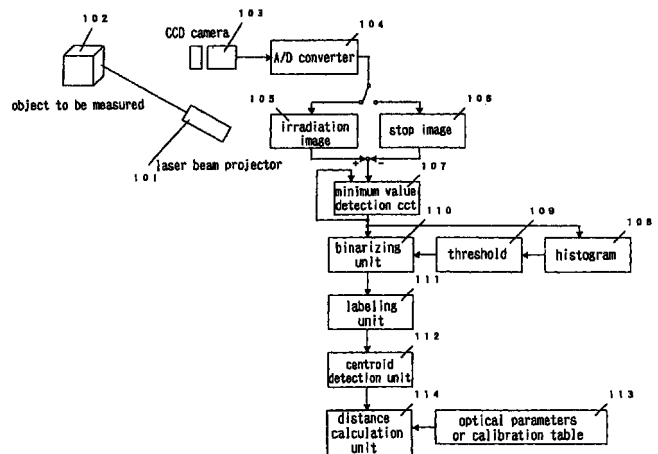 102
103
CCD camera
104
A/D converter
object to be measured
101
laser beam projector
105
irradiation
image
106
stop image
+
-
107
minimum value
detection cct
110
binarizing
unit
109
threshold
108
histogram
111
labeling
unit
112
centroid
detection unit
114
distance
calculation
unit
113
optical parameters
or calibration table